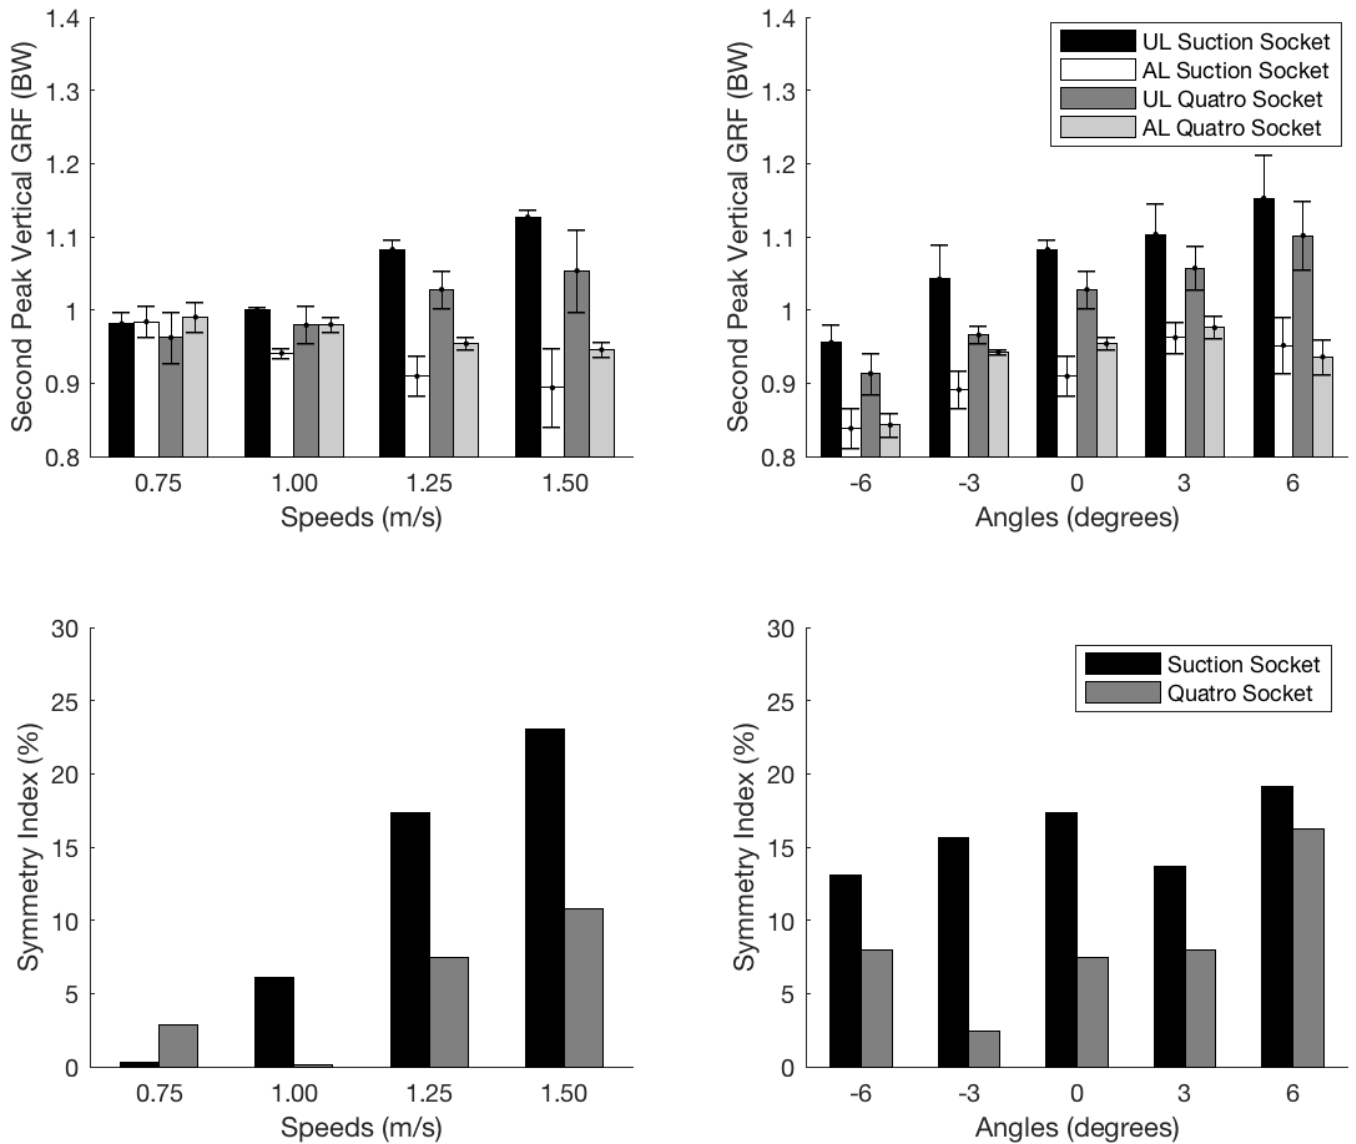 Second Peak Vertical GRF (BW)
1.4
1.3
1.2
1.1
1
0.9
0.8
0.75 1.00 1.25 1.50
Speeds (m/s)
Second Peak Vertical GRF (BW)
1.4
1.3
1.2
1.1
1
0.9
0.8
UL Suction Socket
AL Suction Socket
UL Quatro Socket
AL Quatro Socket
-6 -3 0 3 6
Angles (degrees)
Symmetry Index (%)
30
25
20
15
10
5
0
0.75 1.00 1.25 1.50
Speeds (m/s)
Symmetry Index (%)
30
25
20
15
10
5
0
Suction Socket
Quatro Socket
-6 -3 0 3 6
Angles (degrees)